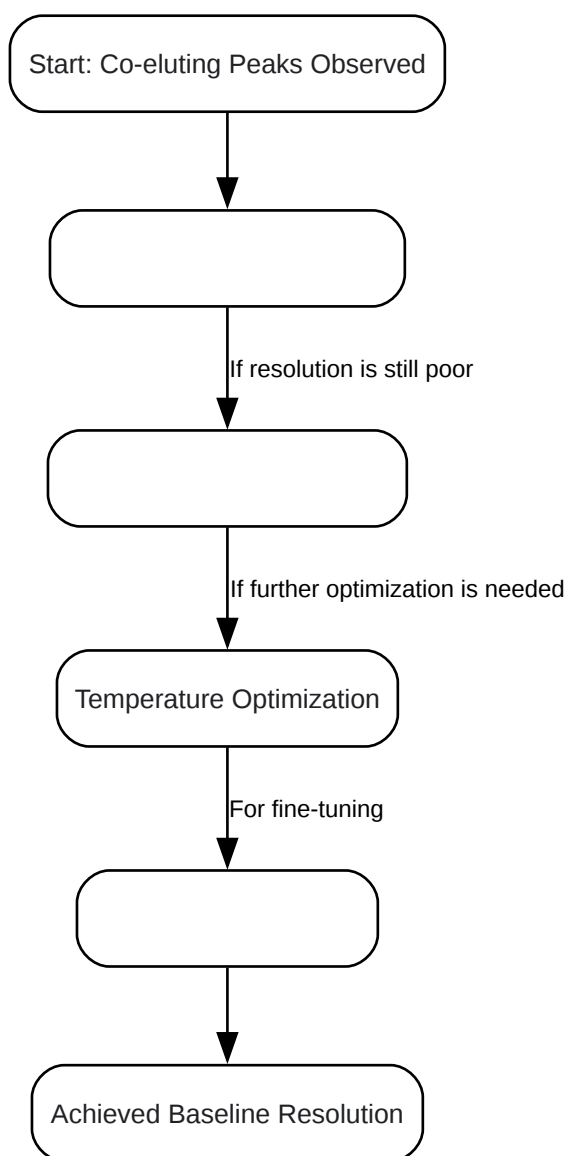 Start: Co-eluting Peaks Observed
If resolution is still poor
If further optimization is needed
Temperature Optimization
For fine-tuning
Achieved Baseline Resolution